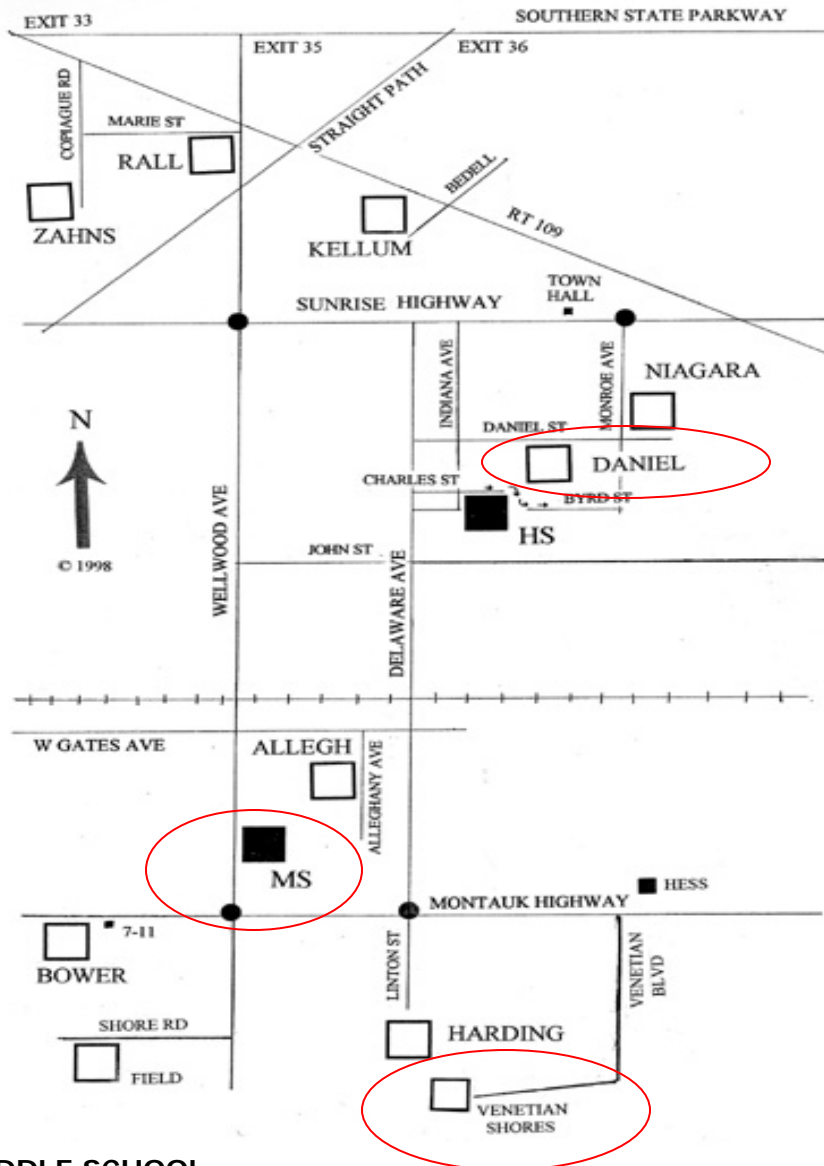 EXIT 33
SOUTHERN STATE PARKWAY
EXIT 35
EXIT 36
COPIAGUE RD
MARIE ST
STRAIGHT PATH
RALL
BEDELL
ZAHNS
KELLUM
RT 109
TOWN
HALL
SUNRISE HIGHWAY
INDIANA AVE
MONROE AVE
NIAGARA
N
DANIEL ST
DANIEL
CHARLES ST
BYRD ST
HS
© 1998
JOHN ST
WELLWOOD AVE
DELAWARE AVE
W GATES AVE
ALLEGH
ALLEGHANY AVE
MS
HESS
MONTAUK HIGHWAY
7-11
BOWER
LINTON ST
VENETIAN
BLVD
SHORE RD
HARDING
FIELD
VENETIAN
SHORES
DDLE SCHOOL